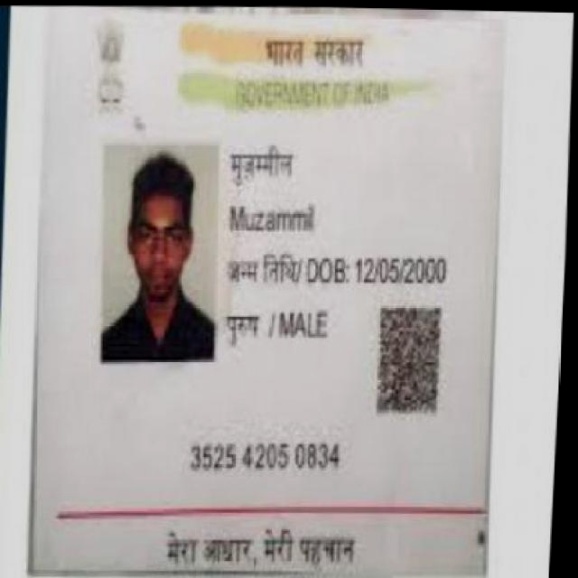 भारत सरकार
GOVERNMENT OF INDIA
मुज़म्मील
Muzammil
जन्म तिथि/ DOB: 12/05/2000
पुरुष / MALE
3525 4205 0834
मेरा आधार, मेरी पहचान